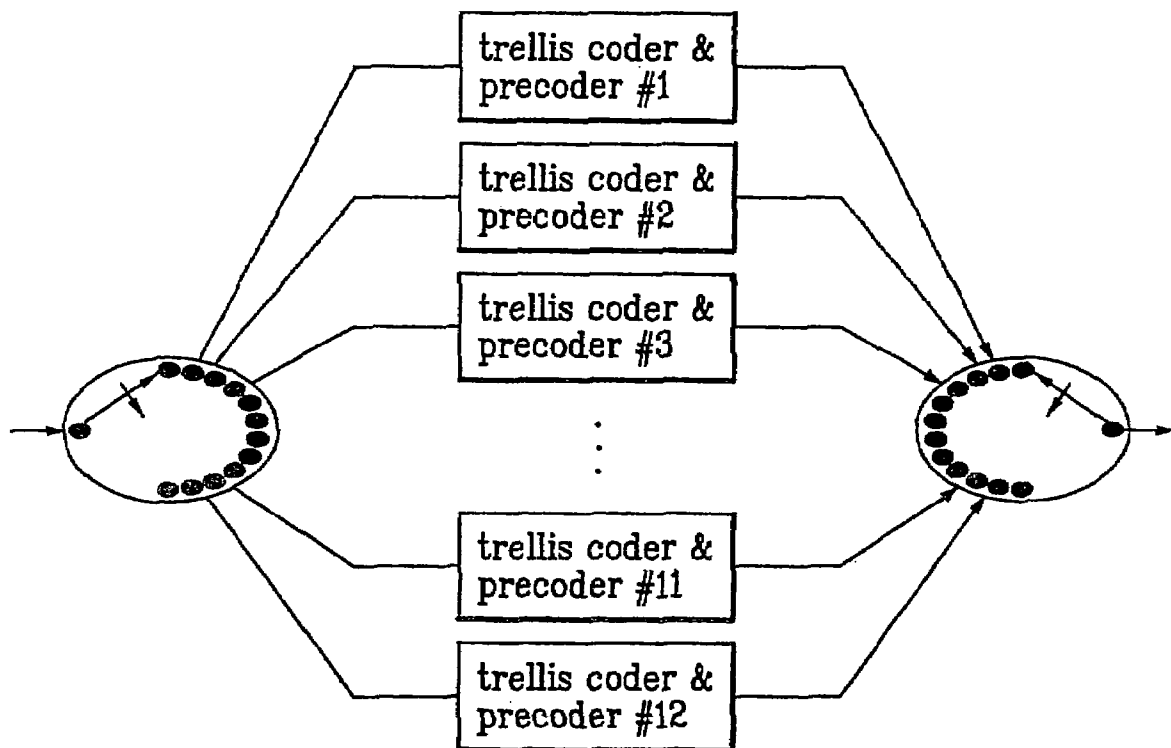 trellis coder &
precoder #1
trellis coder &
precoder #2
trellis coder &
precoder #3
trellis coder &
precoder #11
trellis coder &
precoder #12